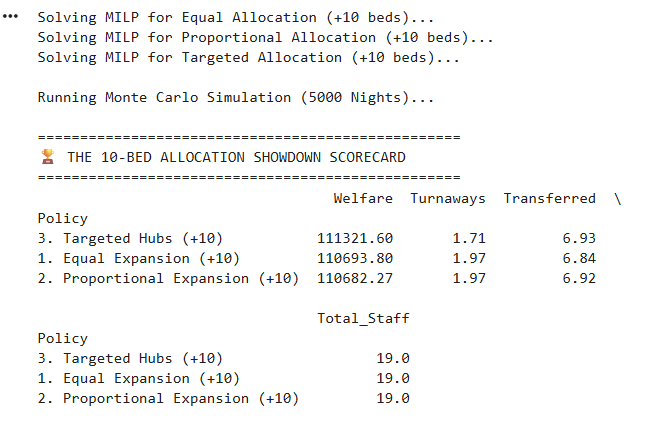 Solving MILP for Equal Allocation (+10 beds)...
Solving MILP for Proportional Allocation (+10 beds)...
Solving MILP for Targeted Allocation (+10 beds)...
Running Monte Carlo Simulation (5000 Nights)...
==================================================
🏆 THE 10-BED ALLOCATION SHOWDOWN SCORECARD
==================================================
Welfare Turnaways Transferred \
Policy
3. Targeted Hubs (+10) 111321.60 1.71 6.93
1. Equal Expansion (+10) 110693.80 1.97 6.84
2. Proportional Expansion (+10) 110682.27 1.97 6.92
Total_Staff
Policy
3. Targeted Hubs (+10) 19.0
1. Equal Expansion (+10) 19.0
2. Proportional Expansion (+10) 19.0